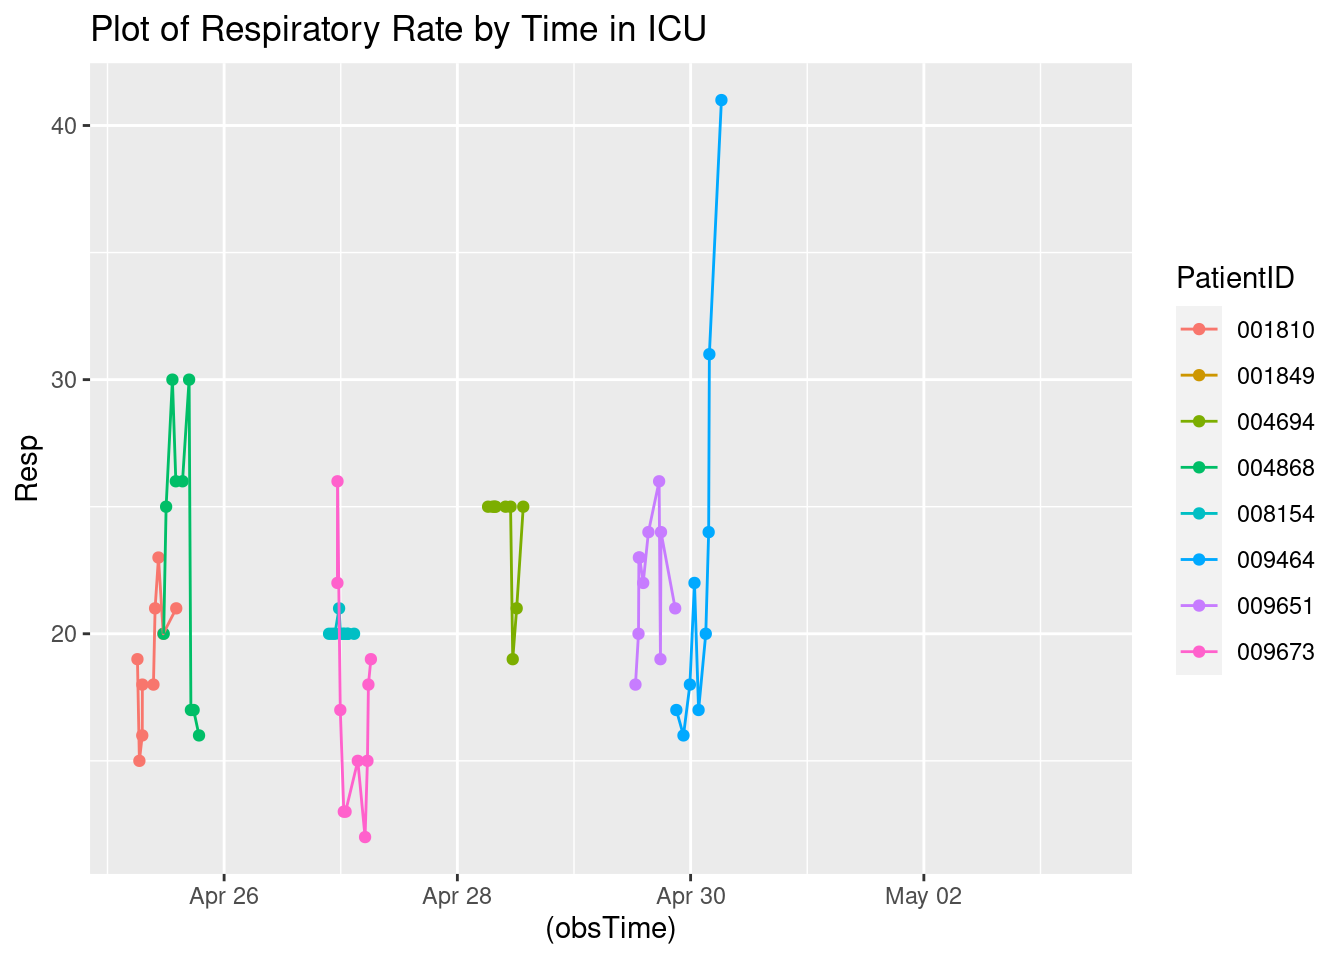 Plot of Respiratory Rate by Time in ICU
40
30
20
Resp
Apr 26
Apr 28
Apr 30
May 02
(obsTime)
PatientID
001810
001849
004694
004868
008154
009464
009651
009673